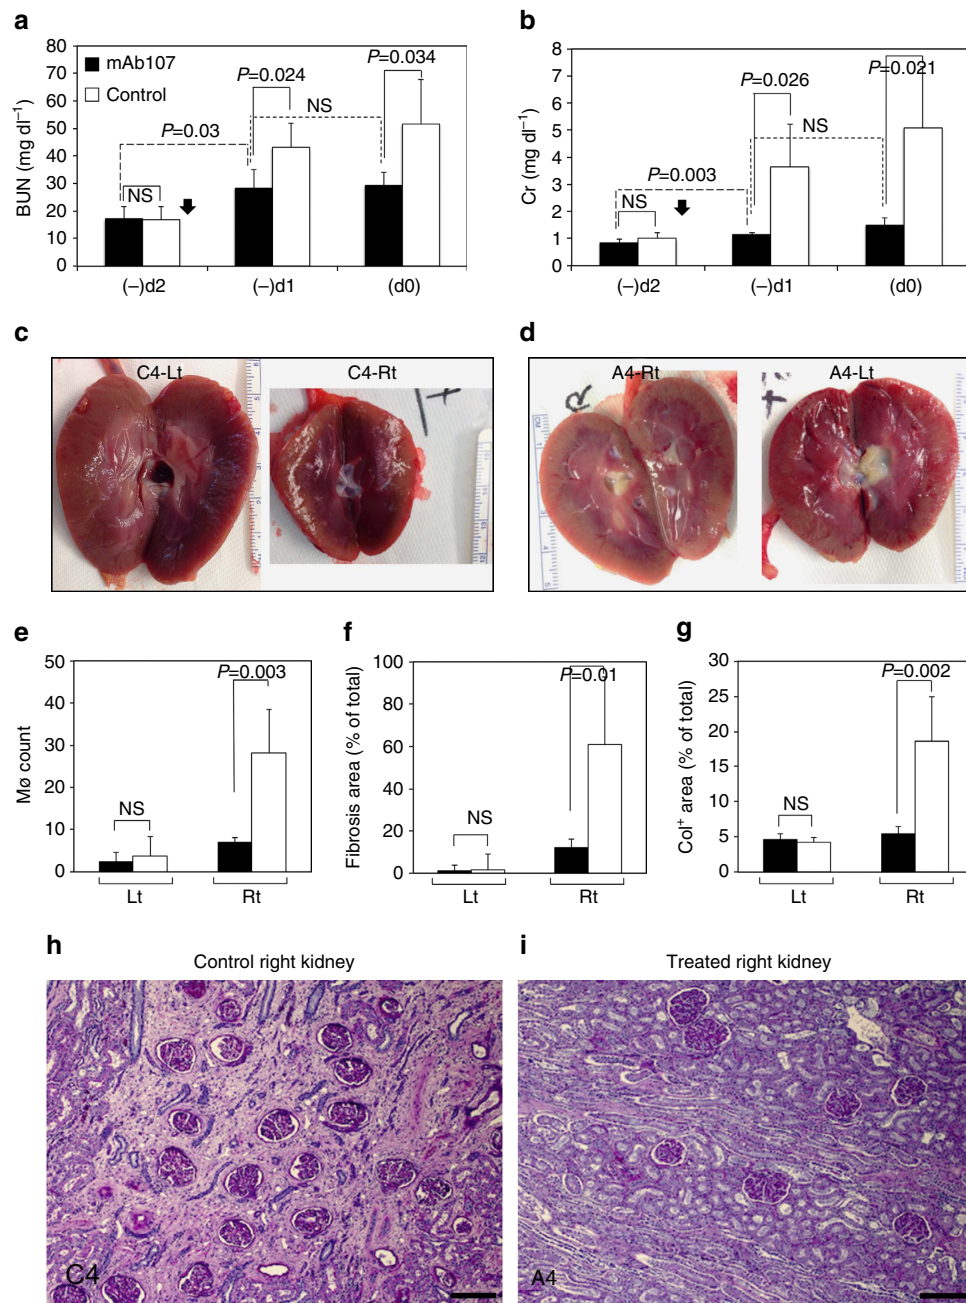 a
b
80
70
60
50
40
30
20
10
0
BUN (mg dl⁻¹)
mAb107
Control
P=0.03
NS
P=0.024
NS
P=0.034
(–)d2
(–)d1
(d0)
8
7
6
5
4
3
2
1
0
Cr (mg dl⁻¹)
NS
P=0.003
P=0.026
NS
P=0.021
(–)d2
(–)d1
(d0)
c
d
C4-Lt
C4-Rt
A4-Rt
A4-Lt
R
e
f
g
50
40
30
20
10
0
Mø count
NS
P=0.003
Lt
Rt
100
80
60
40
20
0
Fibrosis area (% of total)
NS
P=0.01
Lt
Rt
30
25
20
15
10
5
0
Col⁺ area (% of total)
NS
P=0.002
Lt
Rt
h
i
Control right kidney
Treated right kidney
C4
A4